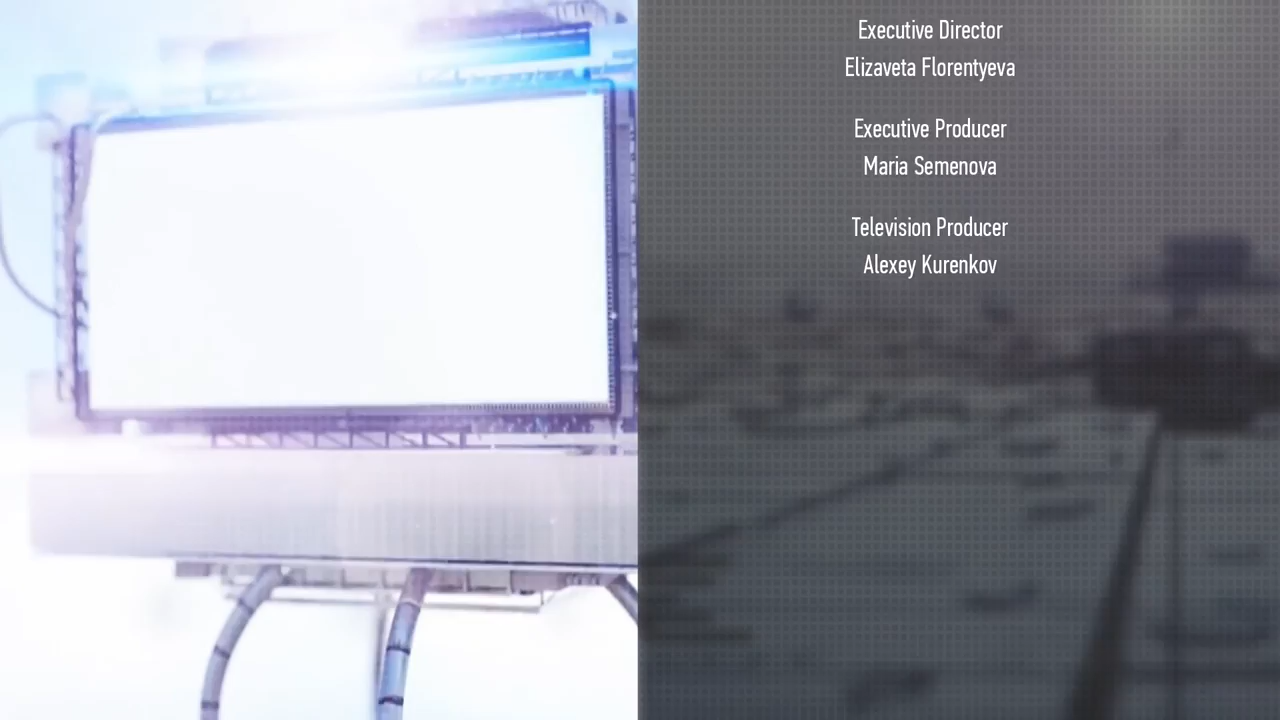 Executive Director
Elizaveta Florentyeva
Executive Producer
Maria Semenova
Television Producer
Alexey Kurenkov